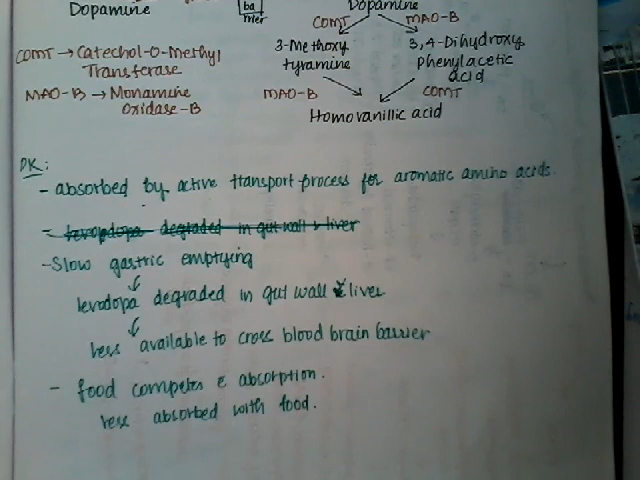 Dopamine
ba
rrier
Dopamine
COMT
MAO-B
3-Methoxy
tyramine
3,4-Dihydroxy
phenylacetic
acid
MAO-B
COMT
Homovanillic acid
COMT → Catechol-O-Methyl
Transferase
MAO-B → Monamine
Oxidase-B
PK:
- absorbed by active transport process for aromatic amino acids.
- levodopa degraded in gut wall & liver
- Slow gastric emptying
levodopa degraded in gut wall & liver
less available to cross blood brain barrier
- food competes c absorption.
less absorbed with food.